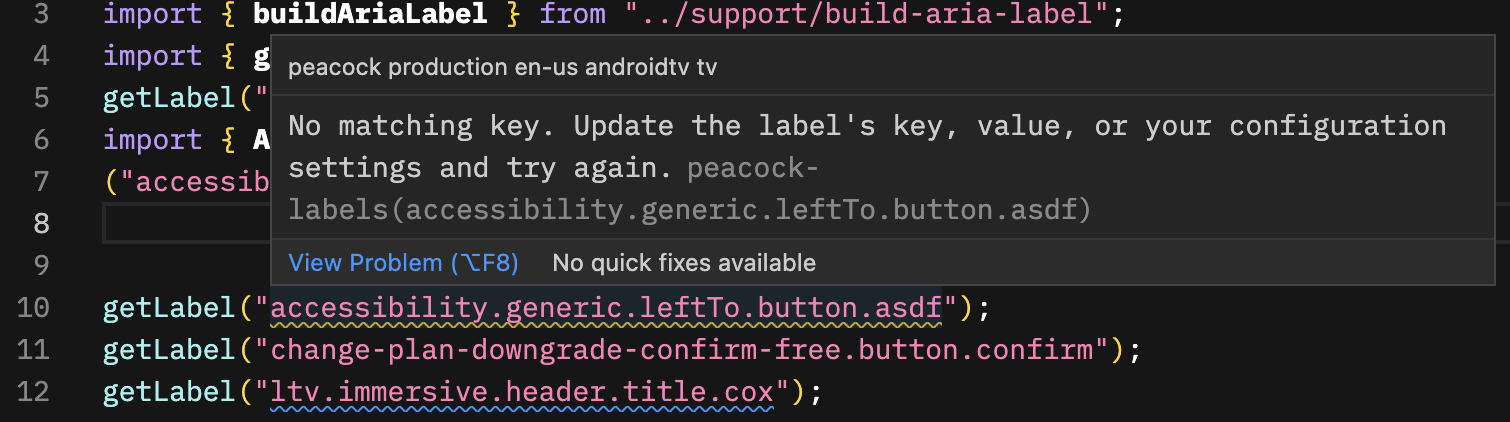 3 import { buildAriaLabel } from "../support/build-aria-label";
4 import { g
peacock production en-us androidtv tv
5 getLabel("
No matching key. Update the label's key, value, or your configuration
6 import { A
settings and try again. peacock-
7 ("accessib
labels(accessibility.generic.leftTo.button.asdf)
8
9
View Problem (⌥F8) No quick fixes available
10 getLabel("accessibility.generic.leftTo.button.asdf");
11 getLabel("change-plan-downgrade-confirm-free.button.confirm");
12 getLabel("ltv.immersive.header.title.cox");